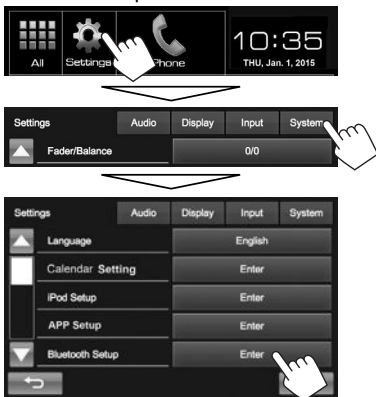 10:35
All Settings Phone THU, Jan. 1, 2015
Settings Audio Display Input System
Fader/Balance 0/0
Settings Audio Display Input System
Language English
Calendar Setting Enter
iPod Setup Enter
APP Setup Enter
Bluetooth Setup Enter